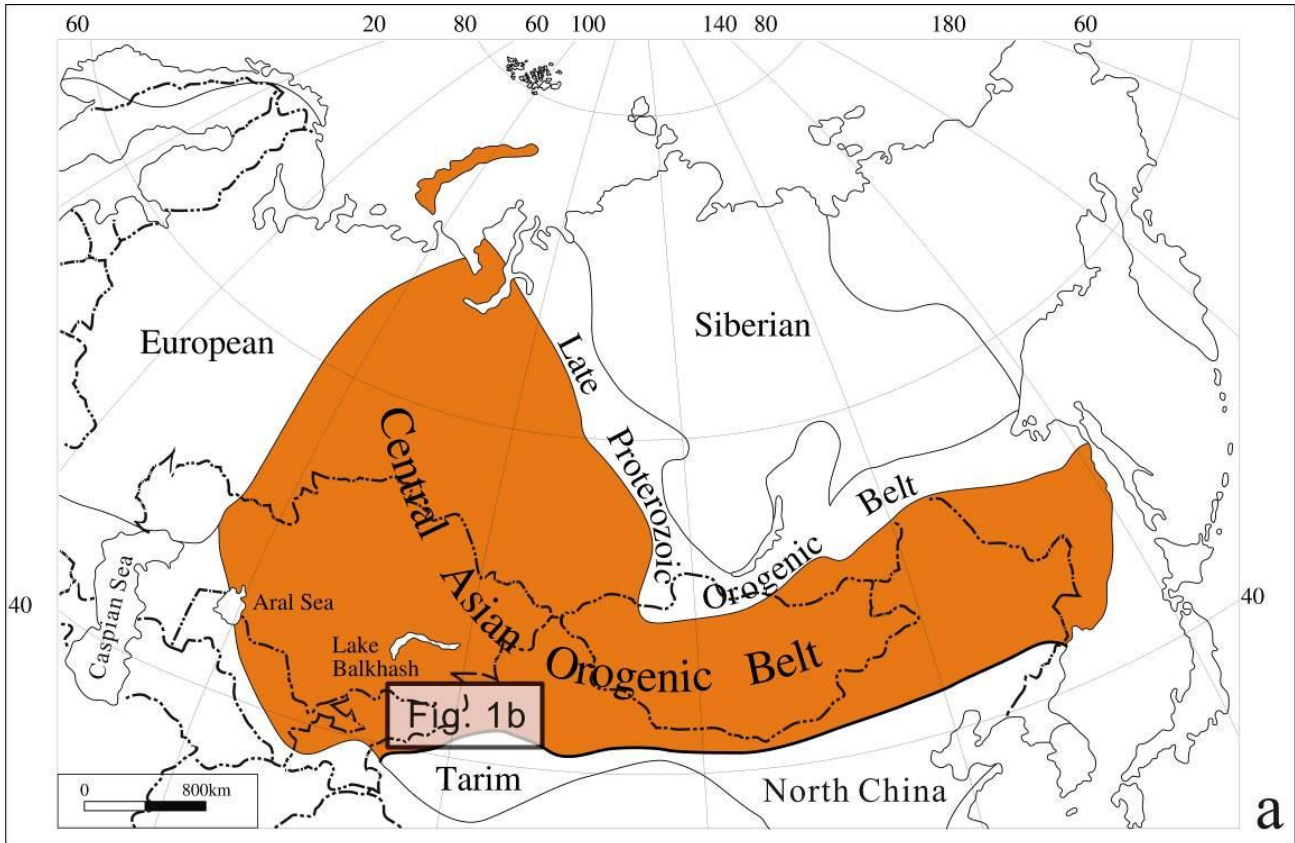 60 20 80 60 100 140 80 180 60
European
Siberian
Late
Proterozoic
Orogenic
Belt
Central
Asian
Orogenic Belt
Caspian Sea
Aral Sea
Lake
Balkhash
40
40
Fig. 1b
Tarim
North China
0 800km
a